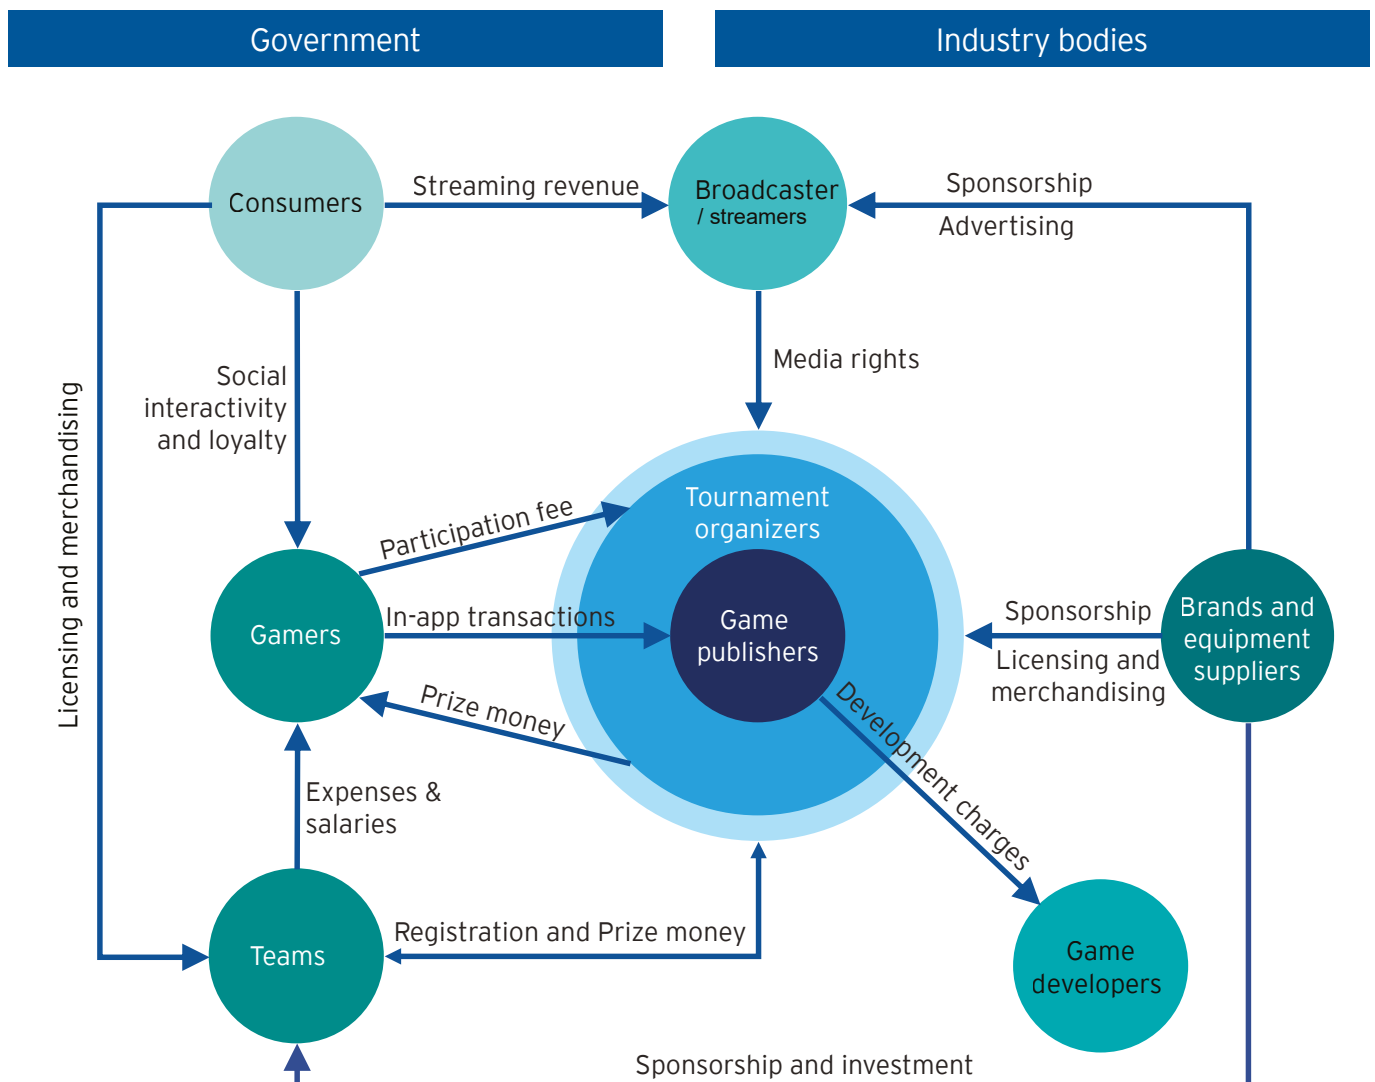 Government
Industry bodies
Consumers
Streaming revenue
Broadcaster
/ streamers
Sponsorship
Advertising
Media rights
Social
interactivity
and loyalty
Licensing and merchandising
Tournament
organizers
Participation fee
Gamers
In-app transactions
Game
publishers
Sponsorship
Licensing and
merchandising
Brands and
equipment
suppliers
Prize money
Development charges
Expenses &
salaries
Teams
Registration and Prize money
Game
developers
Sponsorship and investment